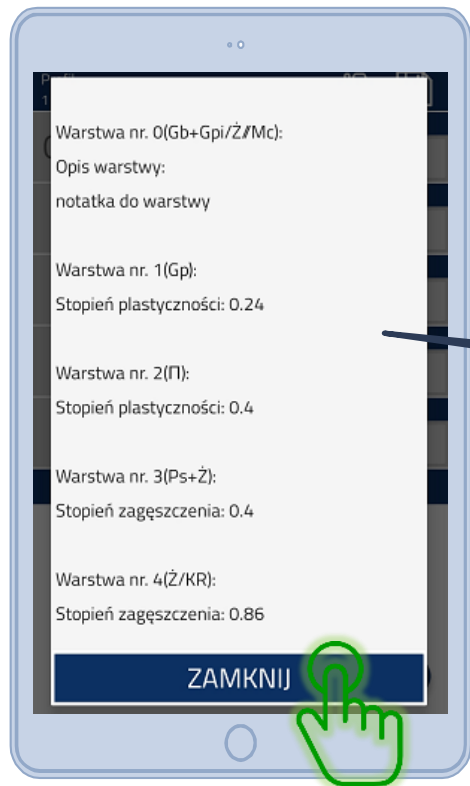 Warstwa nr. 0(Gb+Gpi/Ż//Mc):
Opis warstwy:
notatka do warstwy
Warstwa nr. 1(Gp):
Stopień plastyczności: 0.24
Warstwa nr. 2(Π):
Stopień plastyczności: 0.4
Warstwa nr. 3(Ps+Ż):
Stopień zagęszczenia: 0.4
Warstwa nr. 4(Ż/KR):
Stopień zagęszczenia: 0.86
ZAMKNIJ